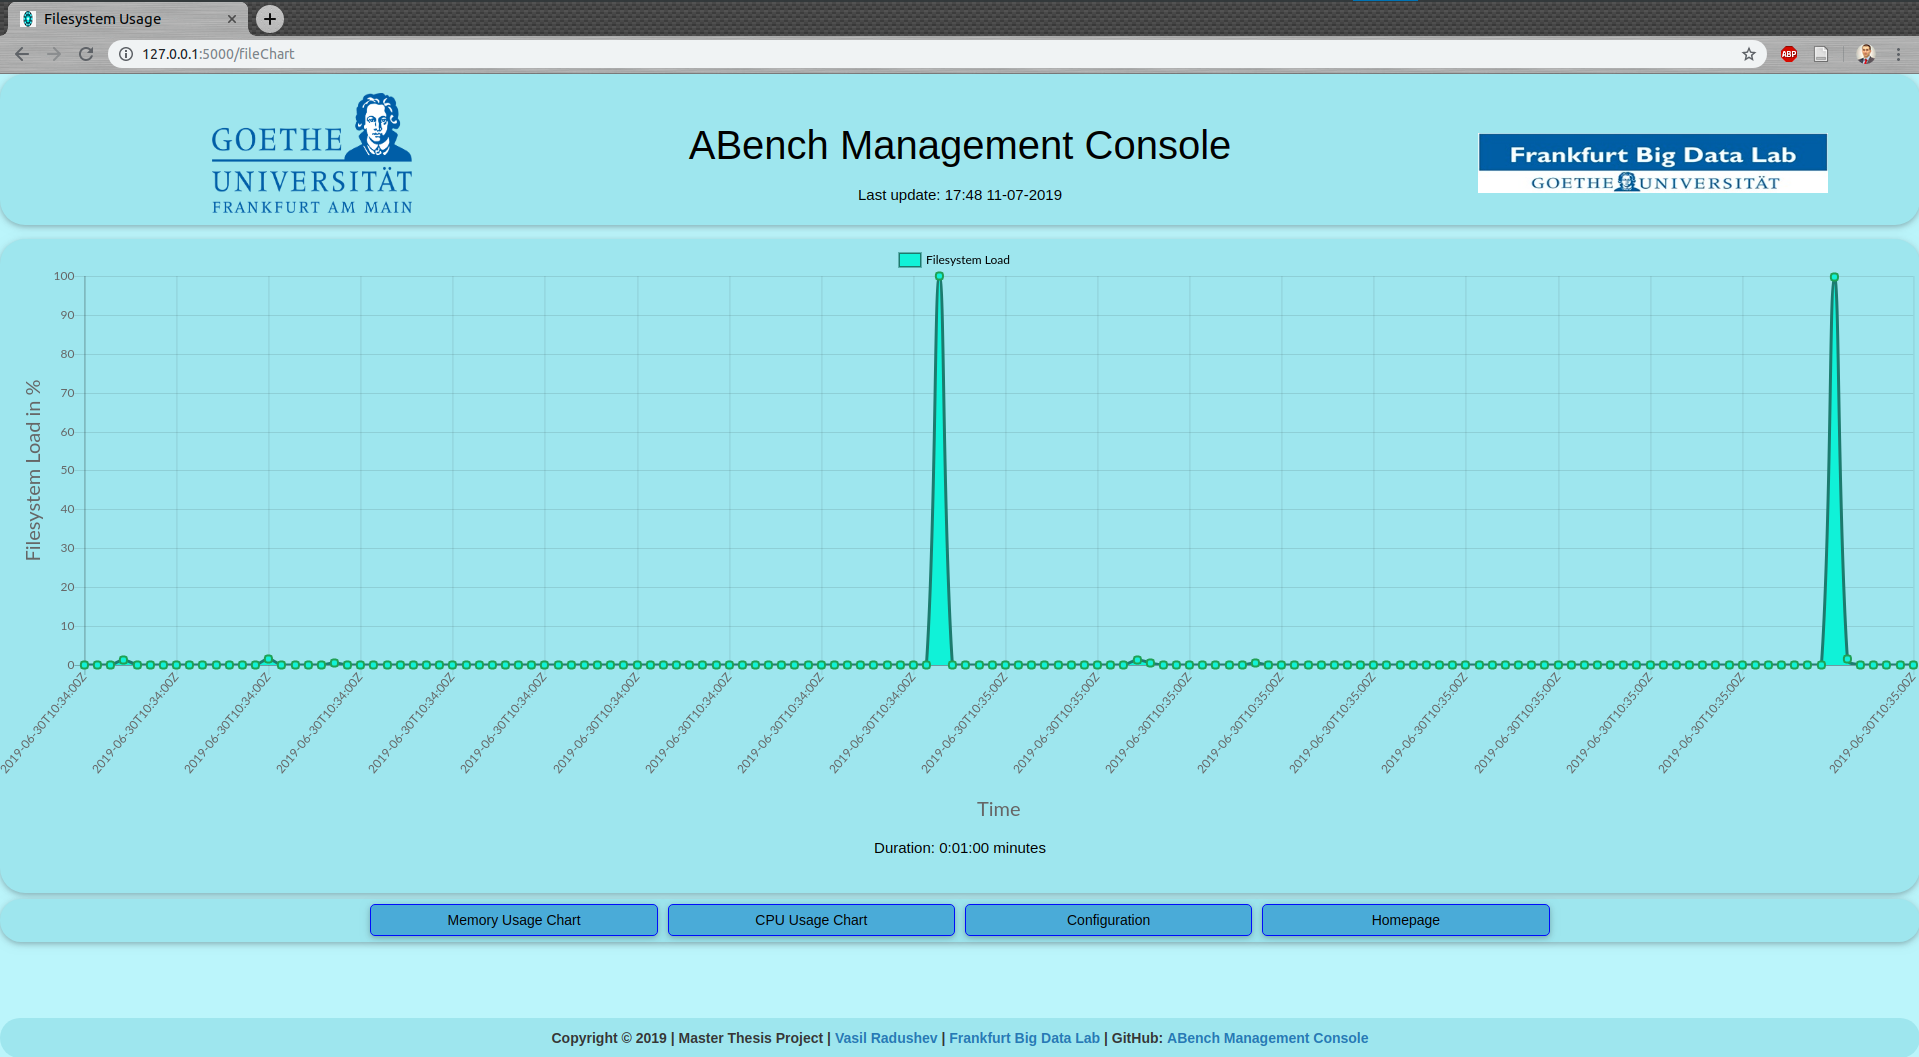 Filesystem Usage
127.0.0.1:5000/fileChart
ABP
GOETHE
UNIVERSITÄT
FRANKFURT AM MAIN
ABench Management Console
Last update: 17:48 11-07-2019
Frankfurt Big Data Lab
GOETHE UNIVERSITÄT
Filesystem Load
Filesystem Load in %
100
90
80
70
60
50
40
30
20
10
0
2019-06-30T10:34:00Z
2019-06-30T10:34:00Z
2019-06-30T10:34:00Z
2019-06-30T10:34:00Z
2019-06-30T10:34:00Z
2019-06-30T10:34:00Z
2019-06-30T10:34:00Z
2019-06-30T10:34:00Z
2019-06-30T10:34:00Z
2019-06-30T10:34:00Z
2019-06-30T10:35:00Z
2019-06-30T10:35:00Z
2019-06-30T10:35:00Z
2019-06-30T10:35:00Z
2019-06-30T10:35:00Z
2019-06-30T10:35:00Z
2019-06-30T10:35:00Z
2019-06-30T10:35:00Z
2019-06-30T10:35:00Z
2019-06-30T10:35:00Z
Time
Duration: 0:01:00 minutes
Memory Usage Chart
CPU Usage Chart
Configuration
Homepage
Copyright © 2019 | Master Thesis Project | Vasil Radushev | Frankfurt Big Data Lab | GitHub: ABench Management Console